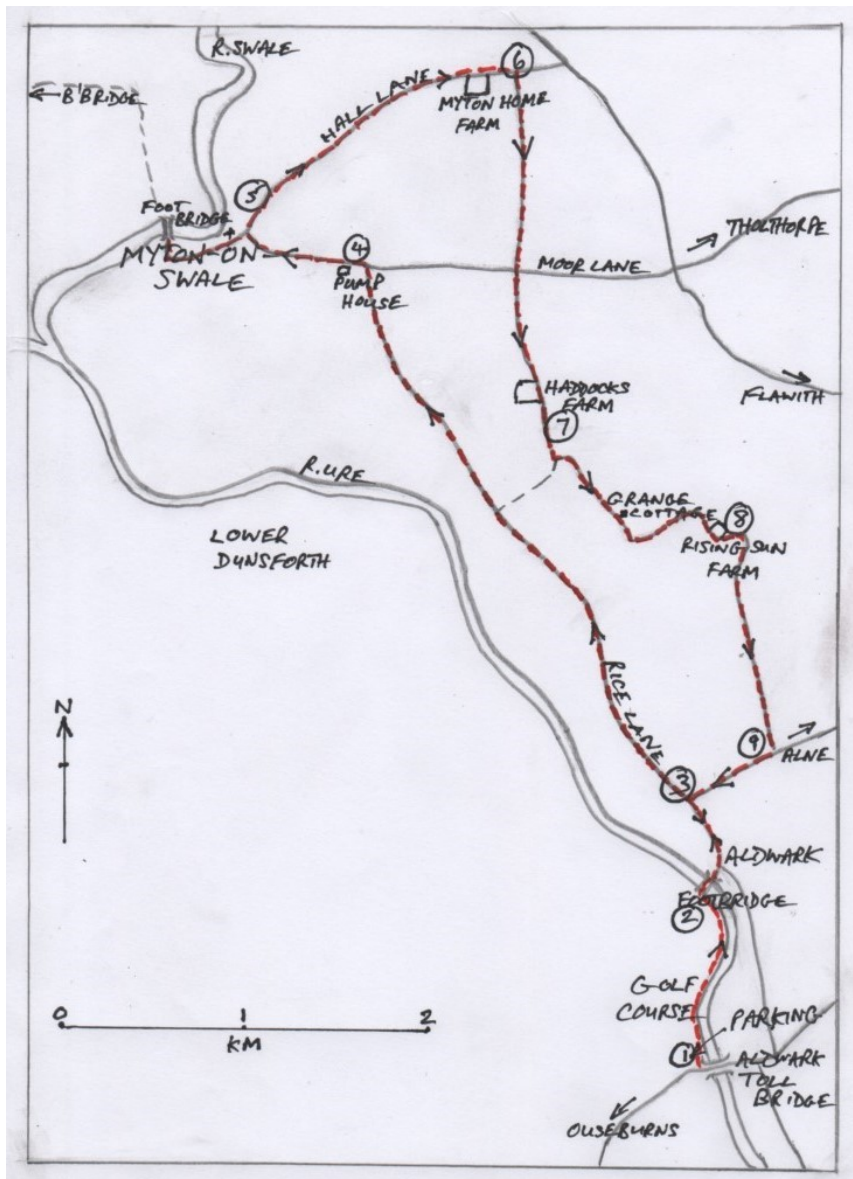 R. SWALE
B'BRIDGE
HALL LANE
6
MYTON HOME
FARM
5
FOOT
BRIDGE
MYTON-ON
SWALE
4
PUMP
HOUSE
MOOR LANE
THOLTHORPE
HADDOCKS
FARM
7
FLAWITH
R. URE
GRANGE
COTTAGE
8
RISING SUN
FARM
LOWER
DUNSFORTH
RICE LANE
N
9
ALNE
3
ALDWARK
FOOTBRIDGE
2
GOLF
COURSE
PARKING
0
1
2
KM
1
ALDWARK
TOLL
BRIDGE
OUSEBURNS